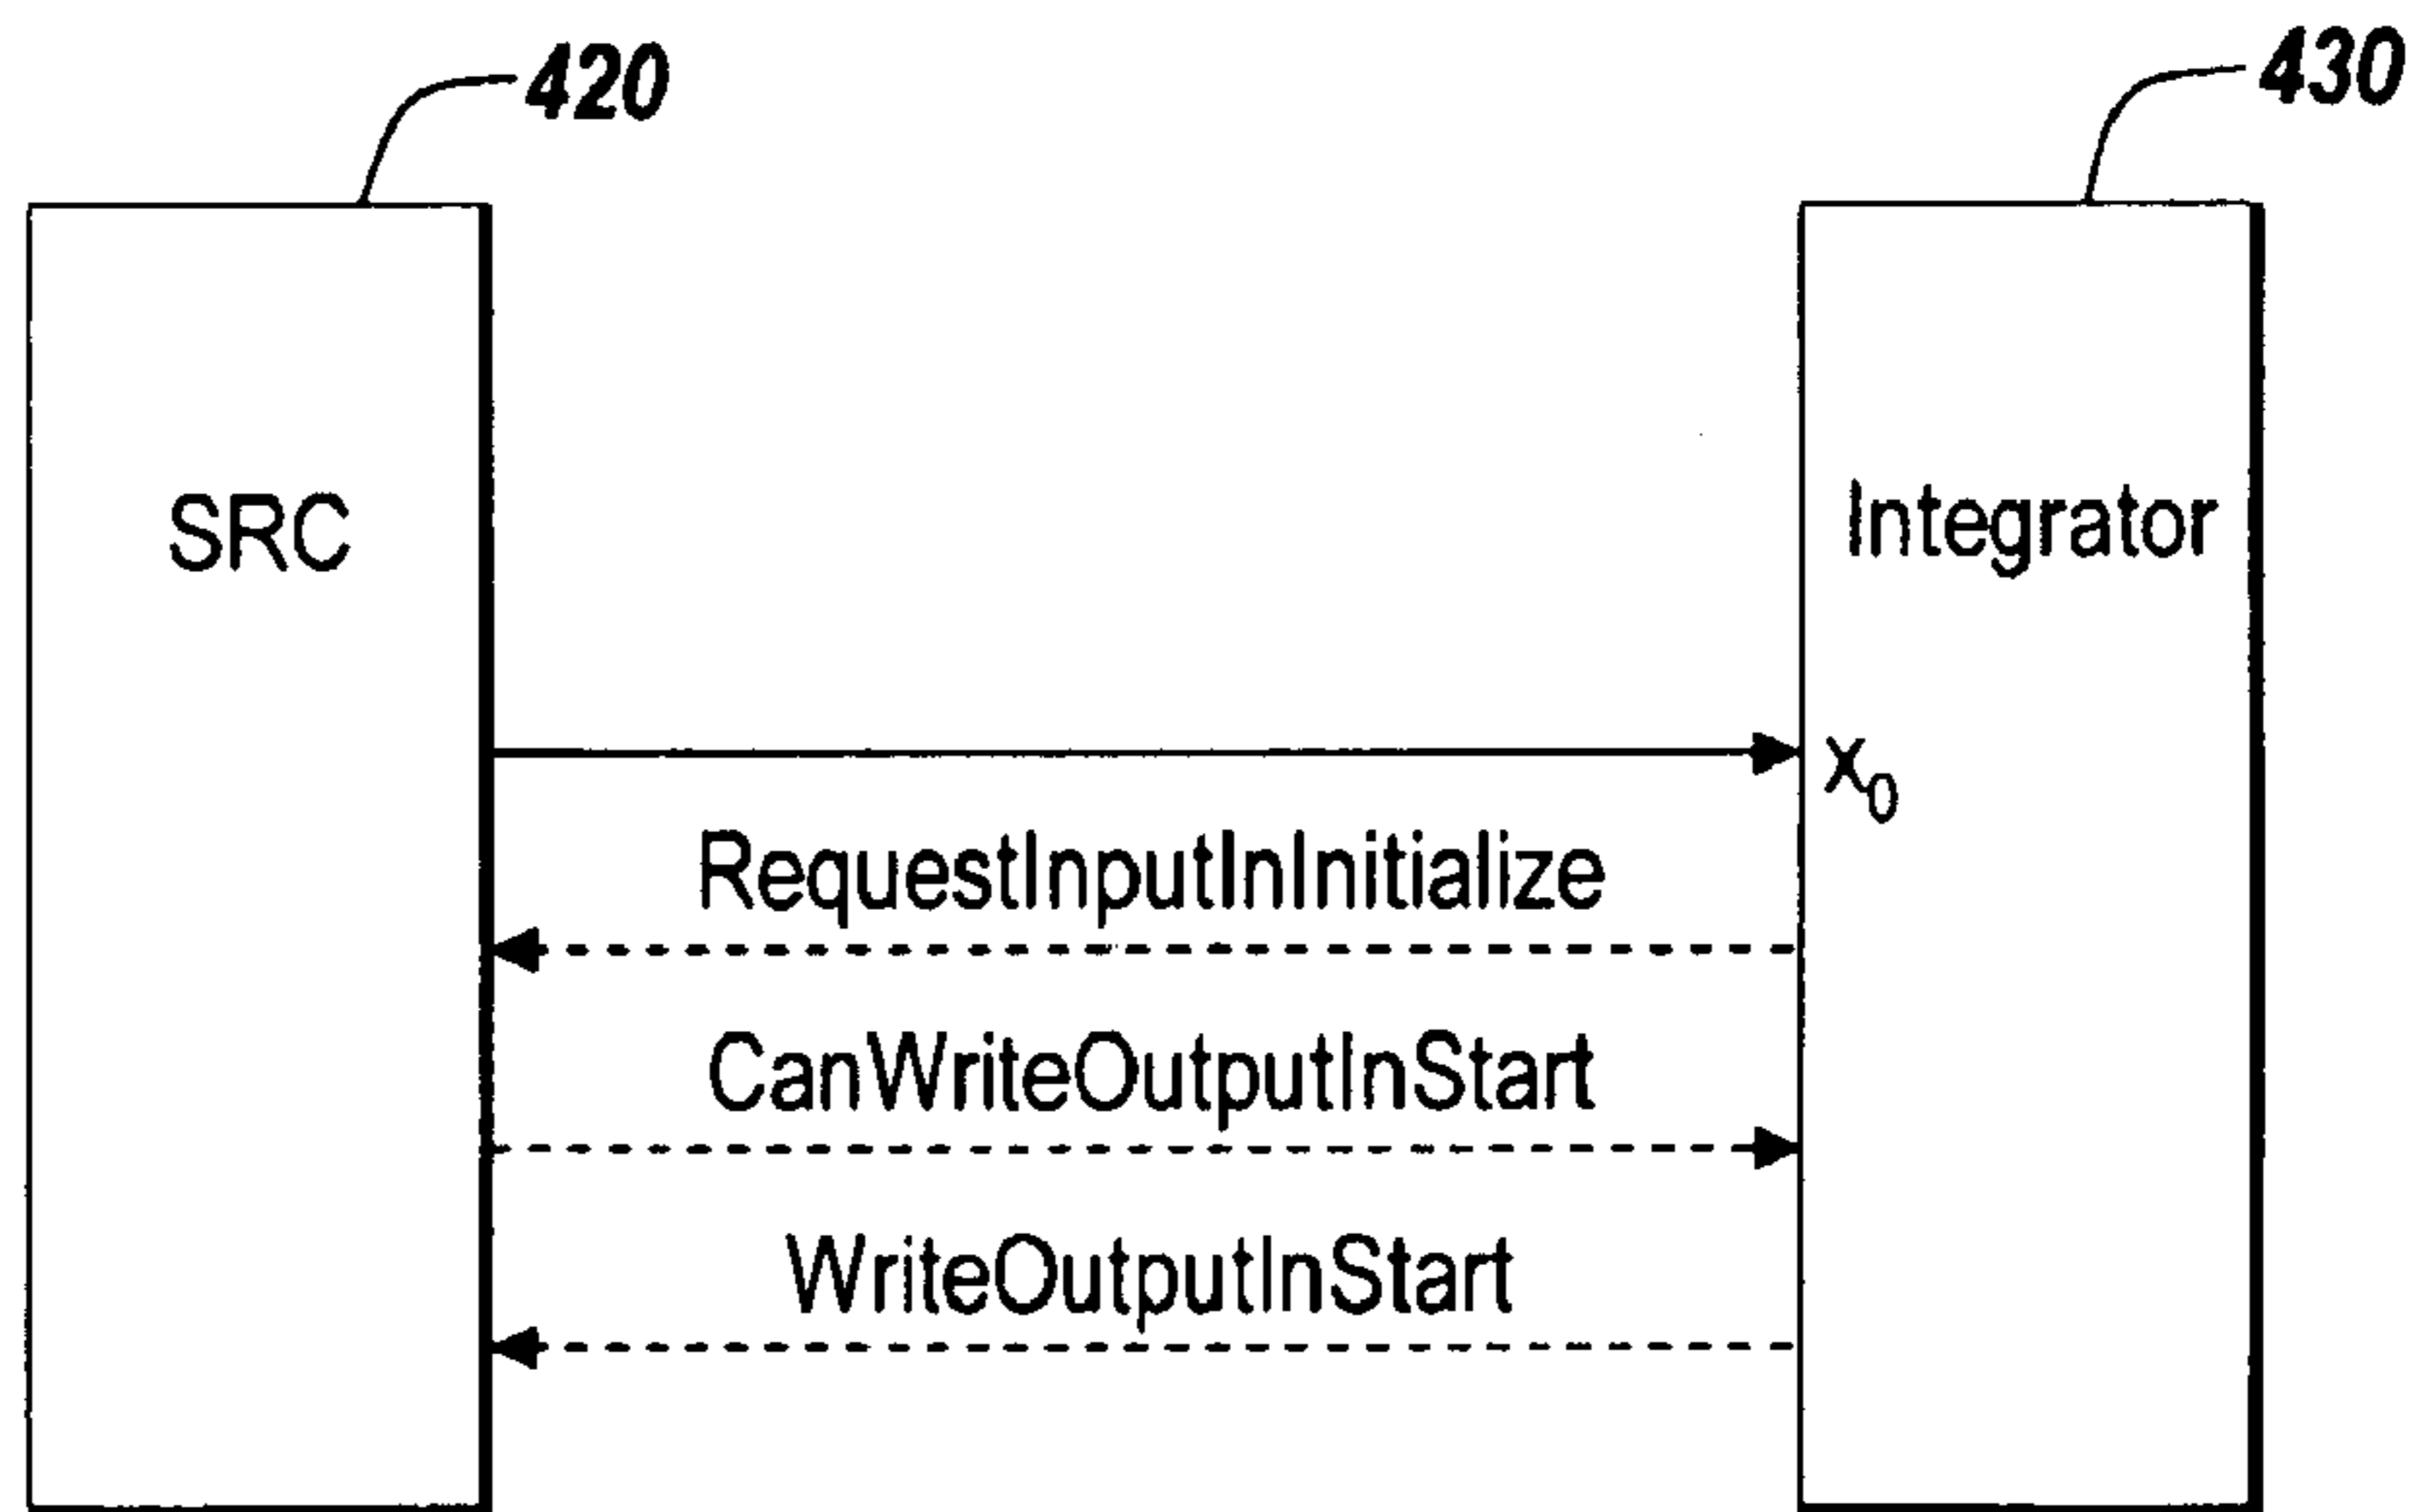 420
430
SRC
Integrator
x0
RequestInputInInitialize
CanWriteOutputInStart
WriteOutputInStart